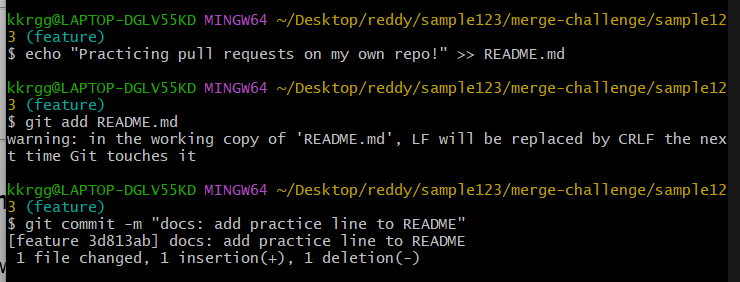 kkrgg@LAPTOP-DGLV55KD MINGW64 ~/Desktop/reddy/sample123/merge-challenge/sample12
3 (feature)
$ echo "Practicing pull requests on my own repo!" >> README.md
kkrgg@LAPTOP-DGLV55KD MINGW64 ~/Desktop/reddy/sample123/merge-challenge/sample12
3 (feature)
$ git add README.md
warning: in the working copy of 'README.md', LF will be replaced by CRLF the nex
t time Git touches it
kkrgg@LAPTOP-DGLV55KD MINGW64 ~/Desktop/reddy/sample123/merge-challenge/sample12
3 (feature)
$ git commit -m "docs: add practice line to README"
[feature 3d813ab] docs: add practice line to README
 1 file changed, 1 insertion(+), 1 deletion(-)